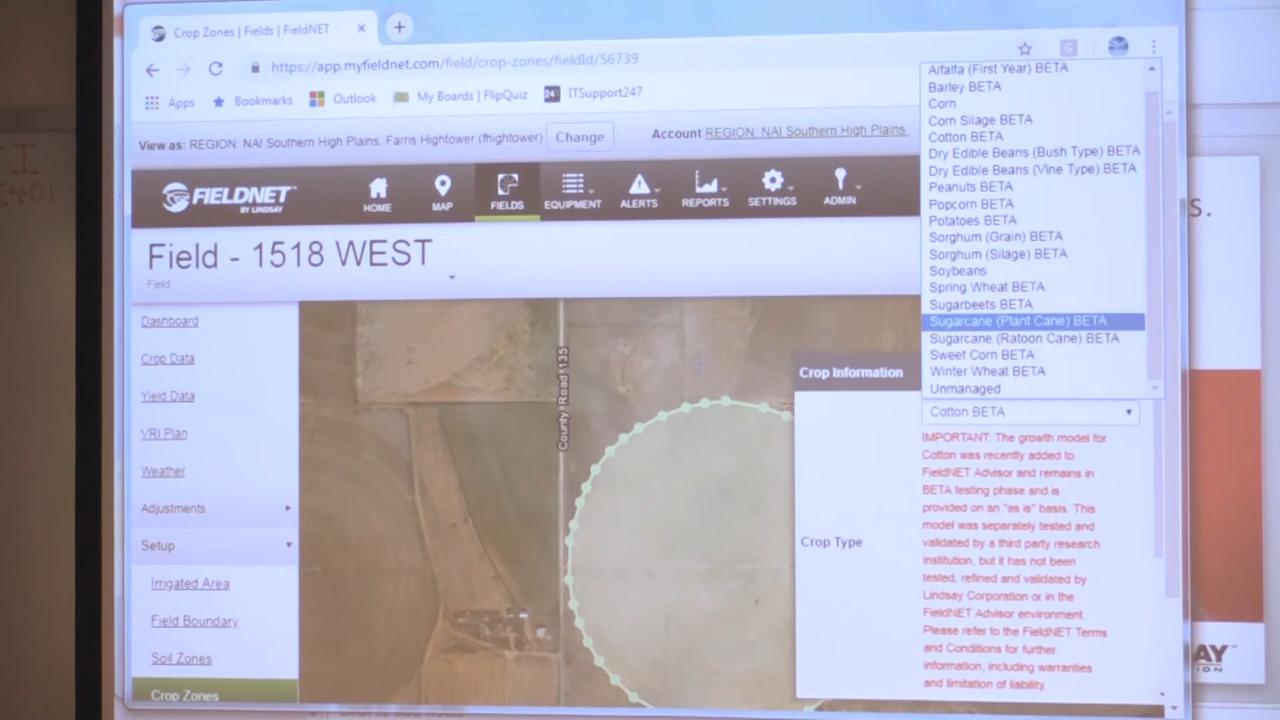 Crop Zones | Fields | FieldNET
https://app.myfieldnet.com/field/crop-zones/fieldId/56739
Apps Bookmarks Outlook My Boards | FlipQuiz 24 ITSupport247
View as: REGION: NAI Southern High Plains: Farris Hightower (fhightower) Change Account REGION: NAI Southern High Plains
FIELDNET
BY LINDSAY
HOME MAP FIELDS EQUIPMENT ALERTS REPORTS SETTINGS ADMIN
Field - 1518 WEST
Field
Dashboard
Crop Data
Yield Data
VRI Plan
Weather
Adjustments
Setup
Irrigated Area
Field Boundary
Soil Zones
Crop Zones
County Road 135
Crop Information
Crop Type
Alfalfa (First Year) BETA
Barley BETA
Corn
Corn Silage BETA
Cotton BETA
Dry Edible Beans (Bush Type) BETA
Dry Edible Beans (Vine Type) BETA
Peanuts BETA
Popcorn BETA
Potatoes BETA
Sorghum (Grain) BETA
Sorghum (Silage) BETA
Soybeans
Spring Wheat BETA
Sugarbeets BETA
Sugarcane (Plant Cane) BETA
Sugarcane (Ratoon Cane) BETA
Sweet Corn BETA
Winter Wheat BETA
Unmanaged
Cotton BETA
IMPORTANT: The growth model for
Cotton was recently added to
FieldNET Advisor and remains in
BETA testing phase and is
provided on an "as is" basis. This
model was separately tested and
validated by a third party research
institution, but it has not been
tested, refined and validated by
Lindsay Corporation or in the
FieldNET Advisor environment.
Please refer to the FieldNET Terms
and Conditions for further
information, including warranties
and limitation of liability.
s.
AY
ION